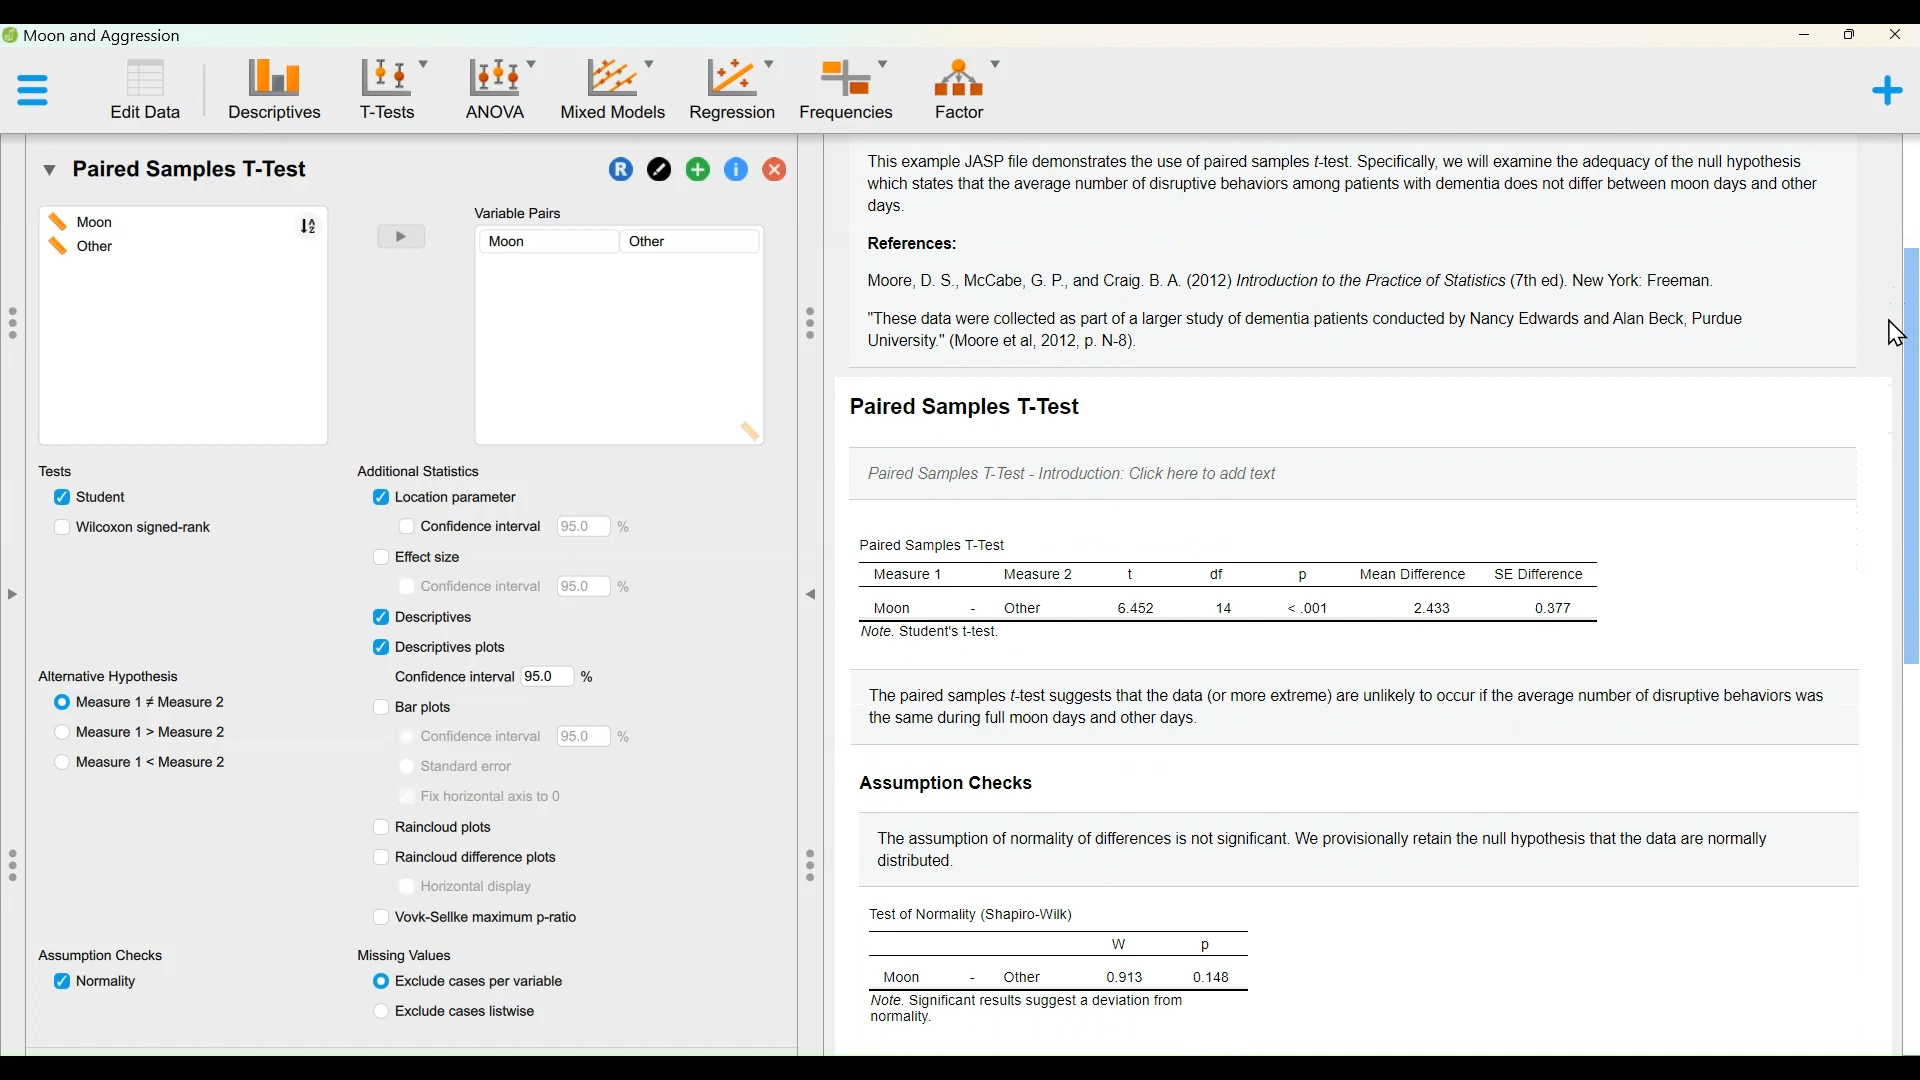 Moon and Aggression
Edit Data
Descriptives
T-Tests
ANOVA
Mixed Models
Regression
Frequencies
Factor
Paired Samples T-Test
R
Moon
Other
Variable Pairs
Moon Other
Tests
Student
Wilcoxon signed-rank
Alternative Hypothesis
Measure 1 ≠ Measure 2
Measure 1 > Measure 2
Measure 1 < Measure 2
Additional Statistics
Location parameter
Confidence interval 95.0 %
Effect size
Confidence interval 95.0 %
Descriptives
Descriptives plots
Confidence interval 95.0 %
Bar plots
Confidence interval 95.0 %
Standard error
Fix horizontal axis to 0
Raincloud plots
Raincloud difference plots
Horizontal display
Vovk-Sellke maximum p-ratio
Assumption Checks
Normality
Missing Values
Exclude cases per variable
Exclude cases listwise
This example JASP file demonstrates the use of paired samples t-test. Specifically, we will examine the adequacy of the null hypothesis
which states that the average number of disruptive behaviors among patients with dementia does not differ between moon days and other
days.
References:
Moore, D. S., McCabe, G. P., and Craig. B. A. (2012) Introduction to the Practice of Statistics (7th ed). New York: Freeman.
"These data were collected as part of a larger study of dementia patients conducted by Nancy Edwards and Alan Beck, Purdue
University." (Moore et al, 2012, p. N-8).
Paired Samples T-Test
Paired Samples T-Test - Introduction: Click here to add text
Paired Samples T-Test
Measure 1 Measure 2 t df p Mean Difference SE Difference
Moon - Other 6.452 14 < .001 2.433 0.377
Note. Student's t-test.
The paired samples t-test suggests that the data (or more extreme) are unlikely to occur if the average number of disruptive behaviors was
the same during full moon days and other days.
Assumption Checks
The assumption of normality of differences is not significant. We provisionally retain the null hypothesis that the data are normally
distributed.
Test of Normality (Shapiro-Wilk)
W p
Moon - Other 0.913 0.148
Note. Significant results suggest a deviation from
normality.